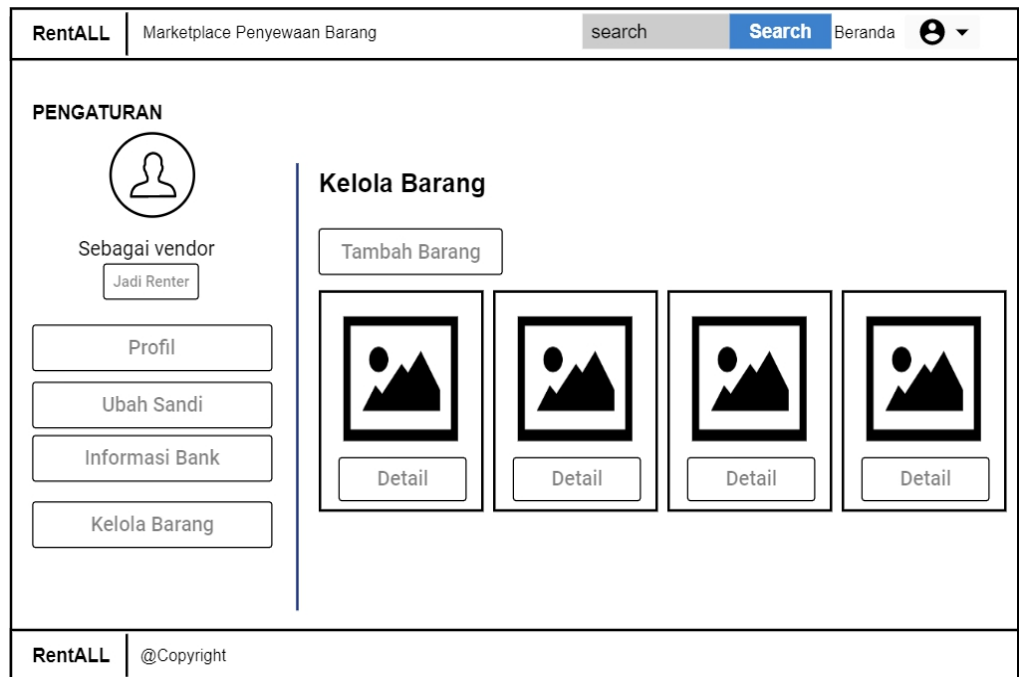 RentALL
Marketplace Penyewaan Barang
search
Search
Beranda
PENGATURAN
Sebagai vendor
Jadi Renter
Profil
Ubah Sandi
Informasi Bank
Kelola Barang
Kelola Barang
Tambah Barang
Detail
Detail
Detail
Detail
RentALL
@Copyright